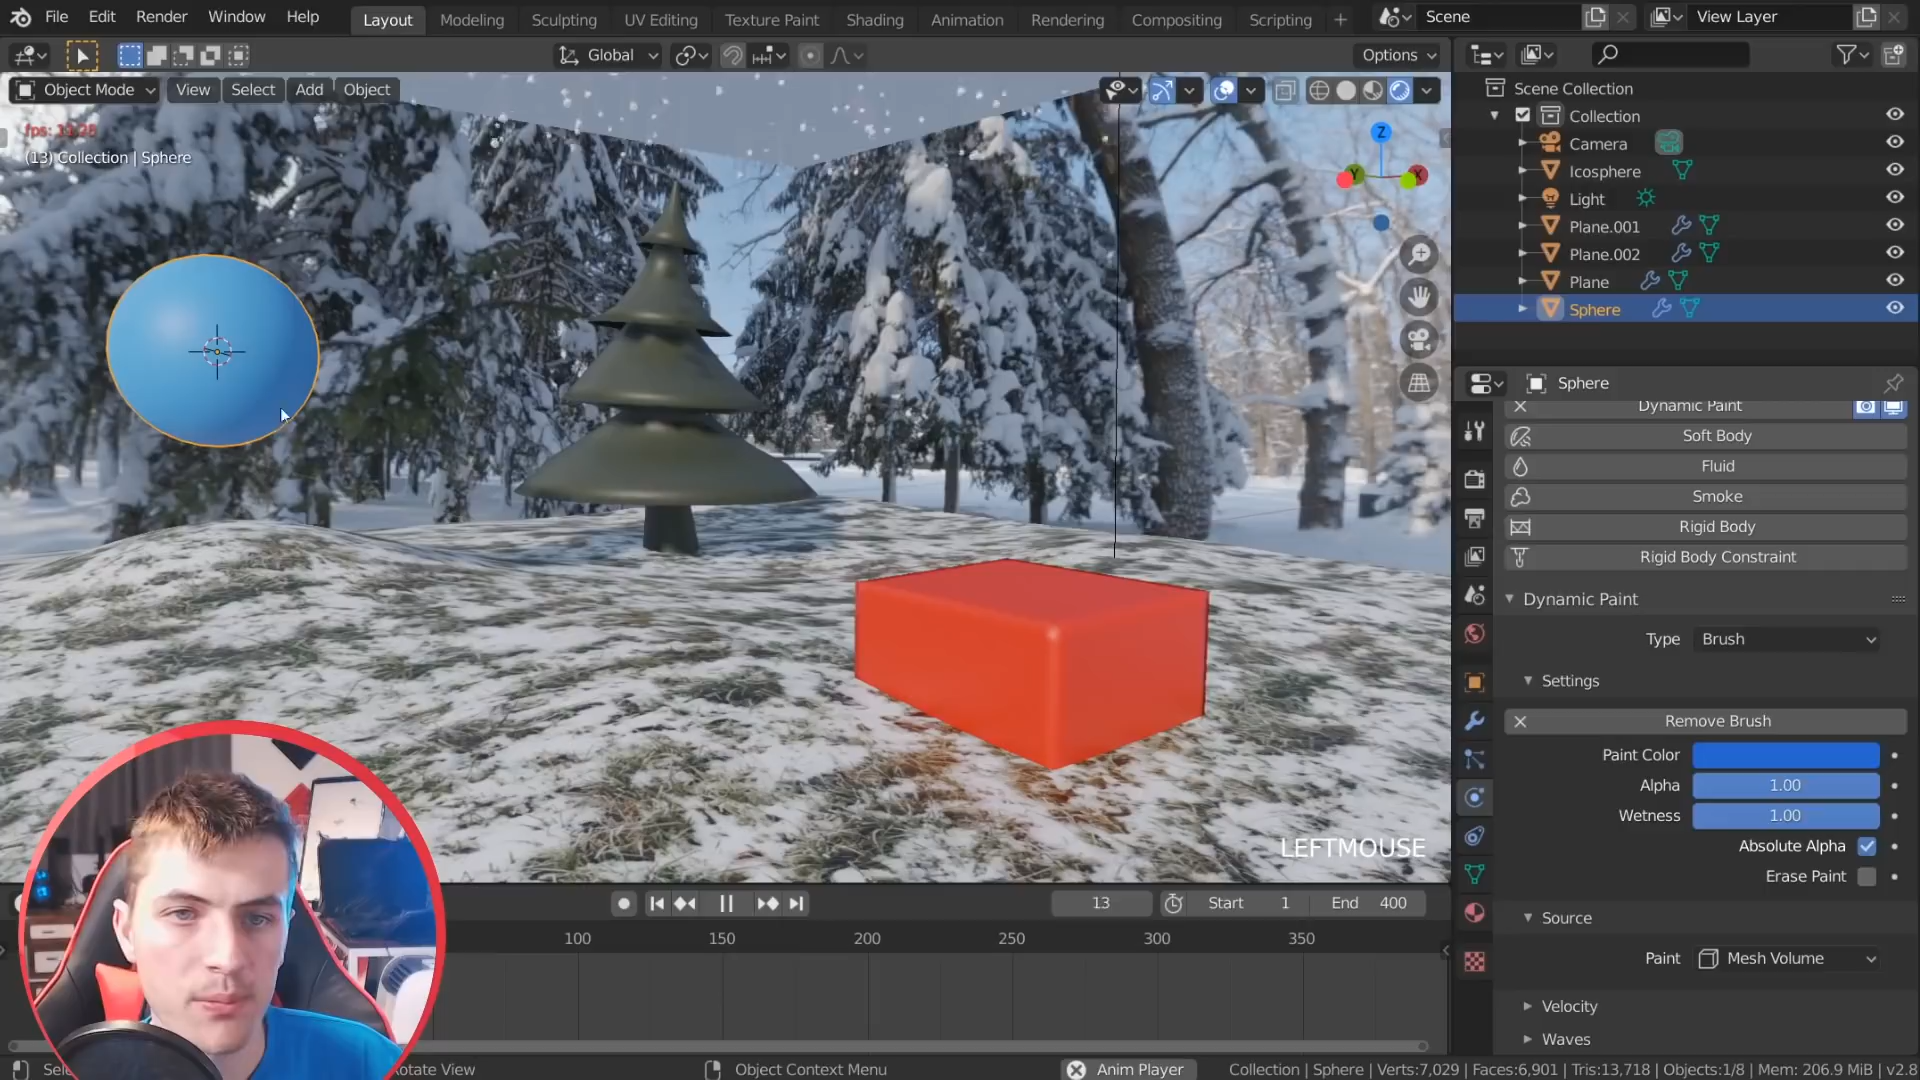 File Edit Render Window Help
Layout Modeling Sculpting UV Editing Texture Paint Shading Animation Rendering Compositing Scripting +
Scene
View Layer
Global
Options
Object Mode View Select Add Object
(13) Collection | Sphere
Z
Y
X
LEFTMOUSE
Scene Collection
Collection
Camera
Icosphere
Light
Plane.001
Plane.002
Plane
Sphere
Sphere
Dynamic Paint
Soft Body
Fluid
Smoke
Rigid Body
Rigid Body Constraint
Dynamic Paint
Type Brush
Settings
Remove Brush
Paint Color
Alpha 1.00
Wetness 1.00
Absolute Alpha
Erase Paint
Source
Paint Mesh Volume
Velocity
Waves
13 Start 1 End 400
100 150 200 250 300 350
Rotate View
Object Context Menu
Anim Player
Collection | Sphere | Verts:7,029 | Faces:6,901 | Tris:13,718 | Objects:1/8 | Mem: 206.9 MiB | v2.8